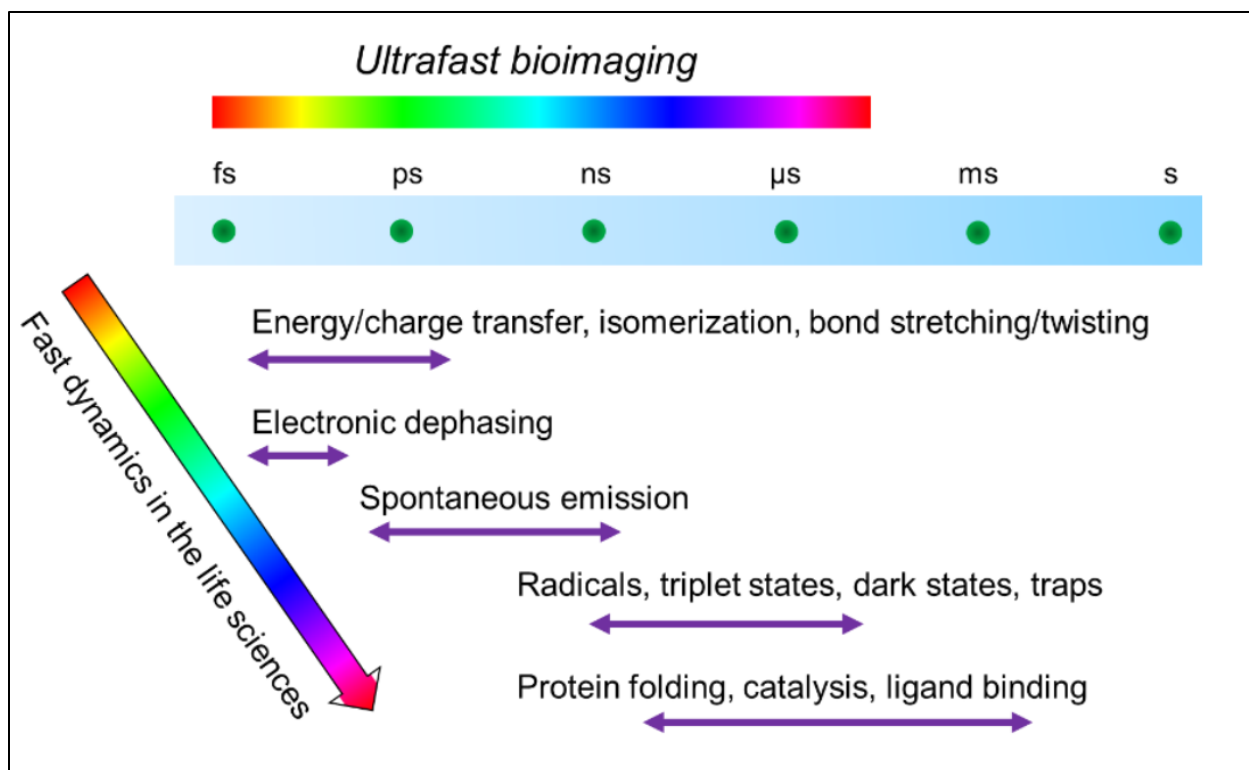 Ultrafast bioimaging
fs ps ns µs ms s
Energy/charge transfer, isomerization, bond stretching/twisting
Electronic dephasing
Spontaneous emission
Radicals, triplet states, dark states, traps
Protein folding, catalysis, ligand binding
Fast dynamics in the life sciences